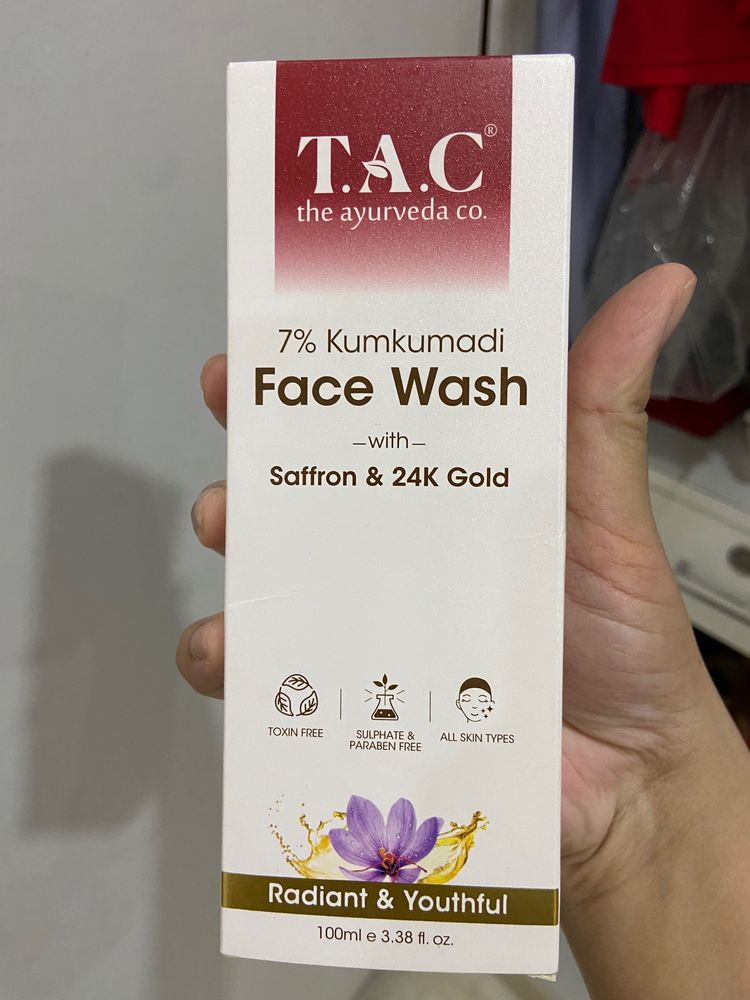 T.A.C®
the ayurveda co.
7% Kumkumadi
Face Wash
–with–
Saffron & 24K Gold
TOXIN FREE
SULPHATE &
PARABEN FREE
ALL SKIN TYPES
Radiant & Youthful
100ml e 3.38 fl. oz.